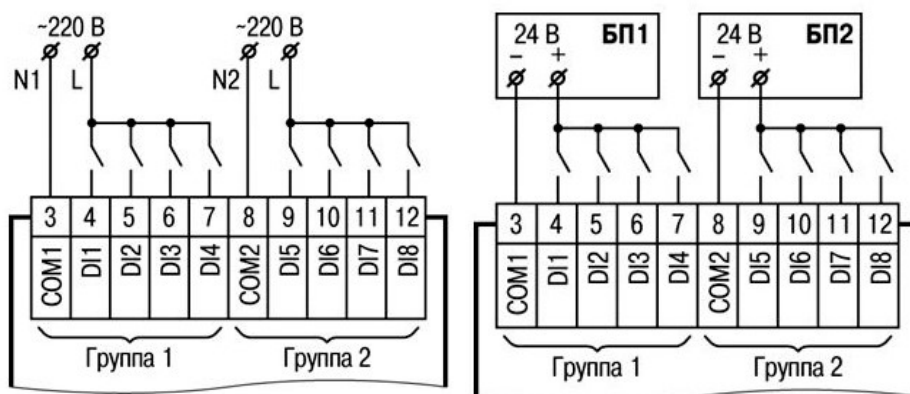 ~220 В ~220 В
N1 L N2 L
3 4 5 6 7 8 9 10 11 12
COM1 DI1 DI2 DI3 DI4 COM2 DI5 DI6 DI7 DI8
Группа 1 Группа 2
24 В БП1 24 В БП2
– + – +
3 4 5 6 7 8 9 10 11 12
COM1 DI1 DI2 DI3 DI4 COM2 DI5 DI6 DI7 DI8
Группа 1 Группа 2